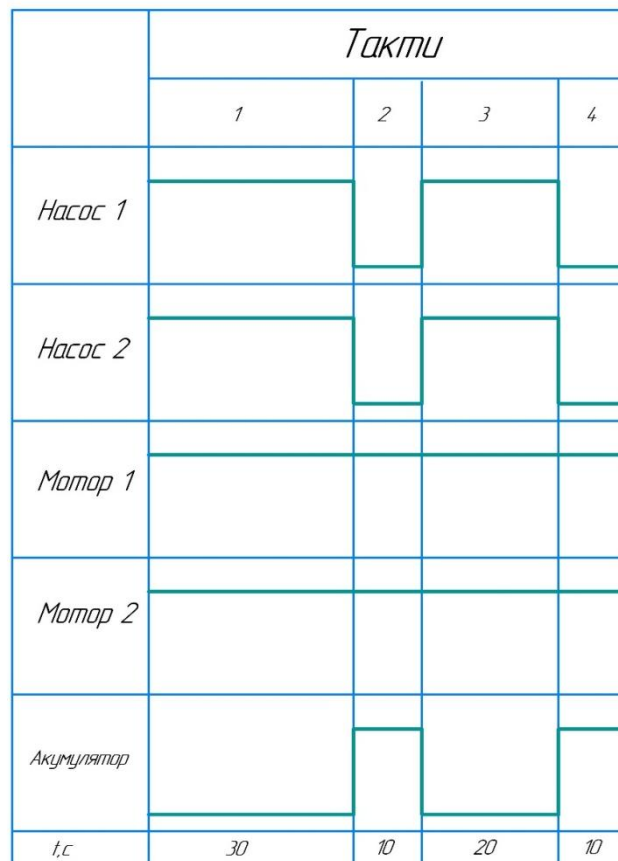 Такти
1 2 3 4
Насос 1
Насос 2
Мотор 1
Мотор 2
Акумулятор
t,с 30 10 20 10